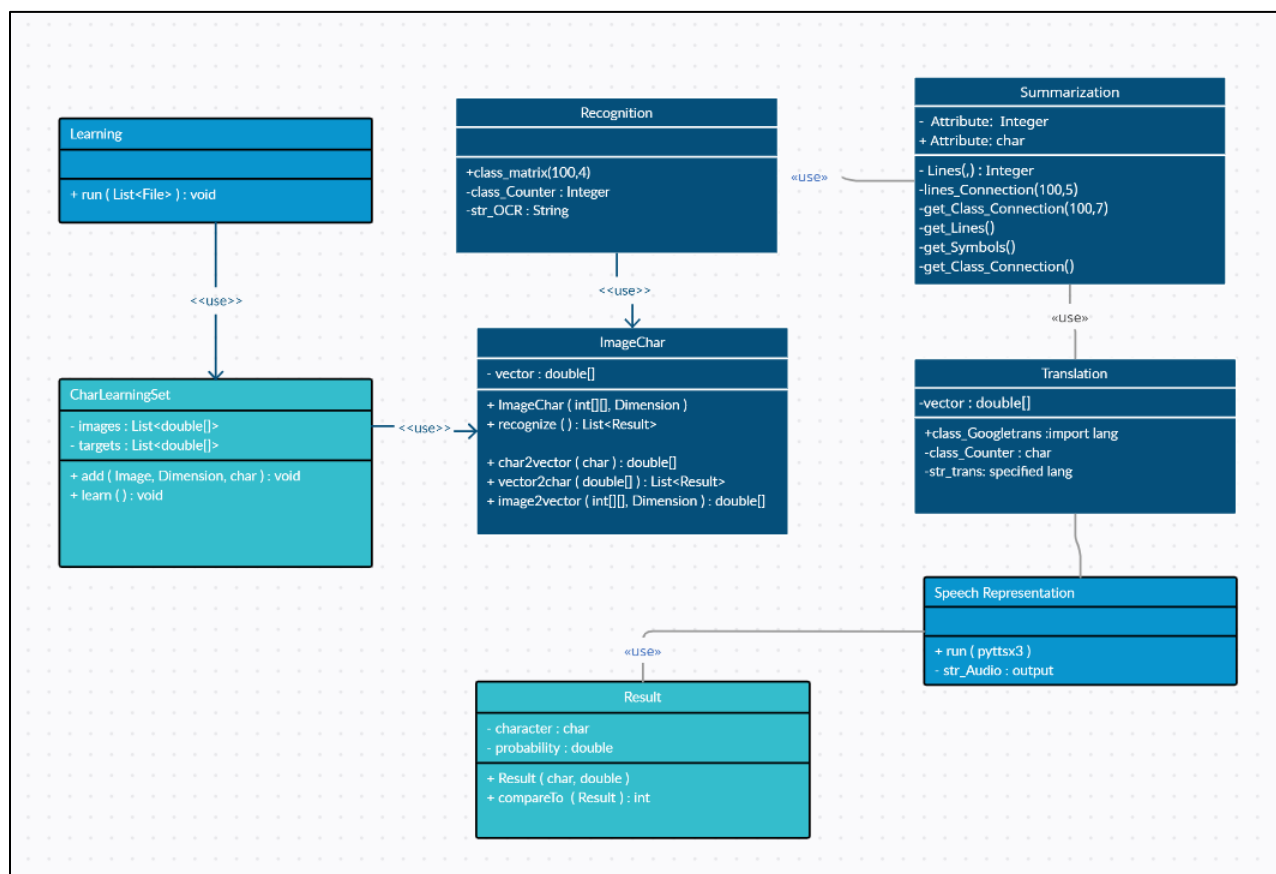 Learning
+ run ( List<File> ) : void
<<use>>
CharLearningSet
- images : List<double[]>
- targets : List<double[]>
+ add ( Image, Dimension, char ) : void
+ learn ( ) : void
<<use>>
Recognition
+class_matrix(100,4)
-class_Counter : Integer
-str_OCR : String
<<use>>
ImageChar
- vector : double[]
+ ImageChar ( int[][], Dimension )
+ recognize ( ) : List<Result>
+ char2vector ( char ) : double[]
+ vector2char ( double[] ) : List<Result>
+ image2vector ( int[][], Dimension ) : double[]
«use»
Summarization
- Attribute: Integer
+ Attribute: char
- Lines(,) : Integer
-lines_Connection(100,5)
-get_Class_Connection(100,7)
-get_Lines()
-get_Symbols()
-get_Class_Connection()
«use»
Translation
-vector : double[]
+class_Googletrans :import lang
-class_Counter : char
-str_trans: specified lang
Speech Representation
+ run ( pyttsx3 )
- str_Audio : output
«use»
Result
- character : char
- probability : double
+ Result ( char, double )
+ compareTo ( Result ) : int